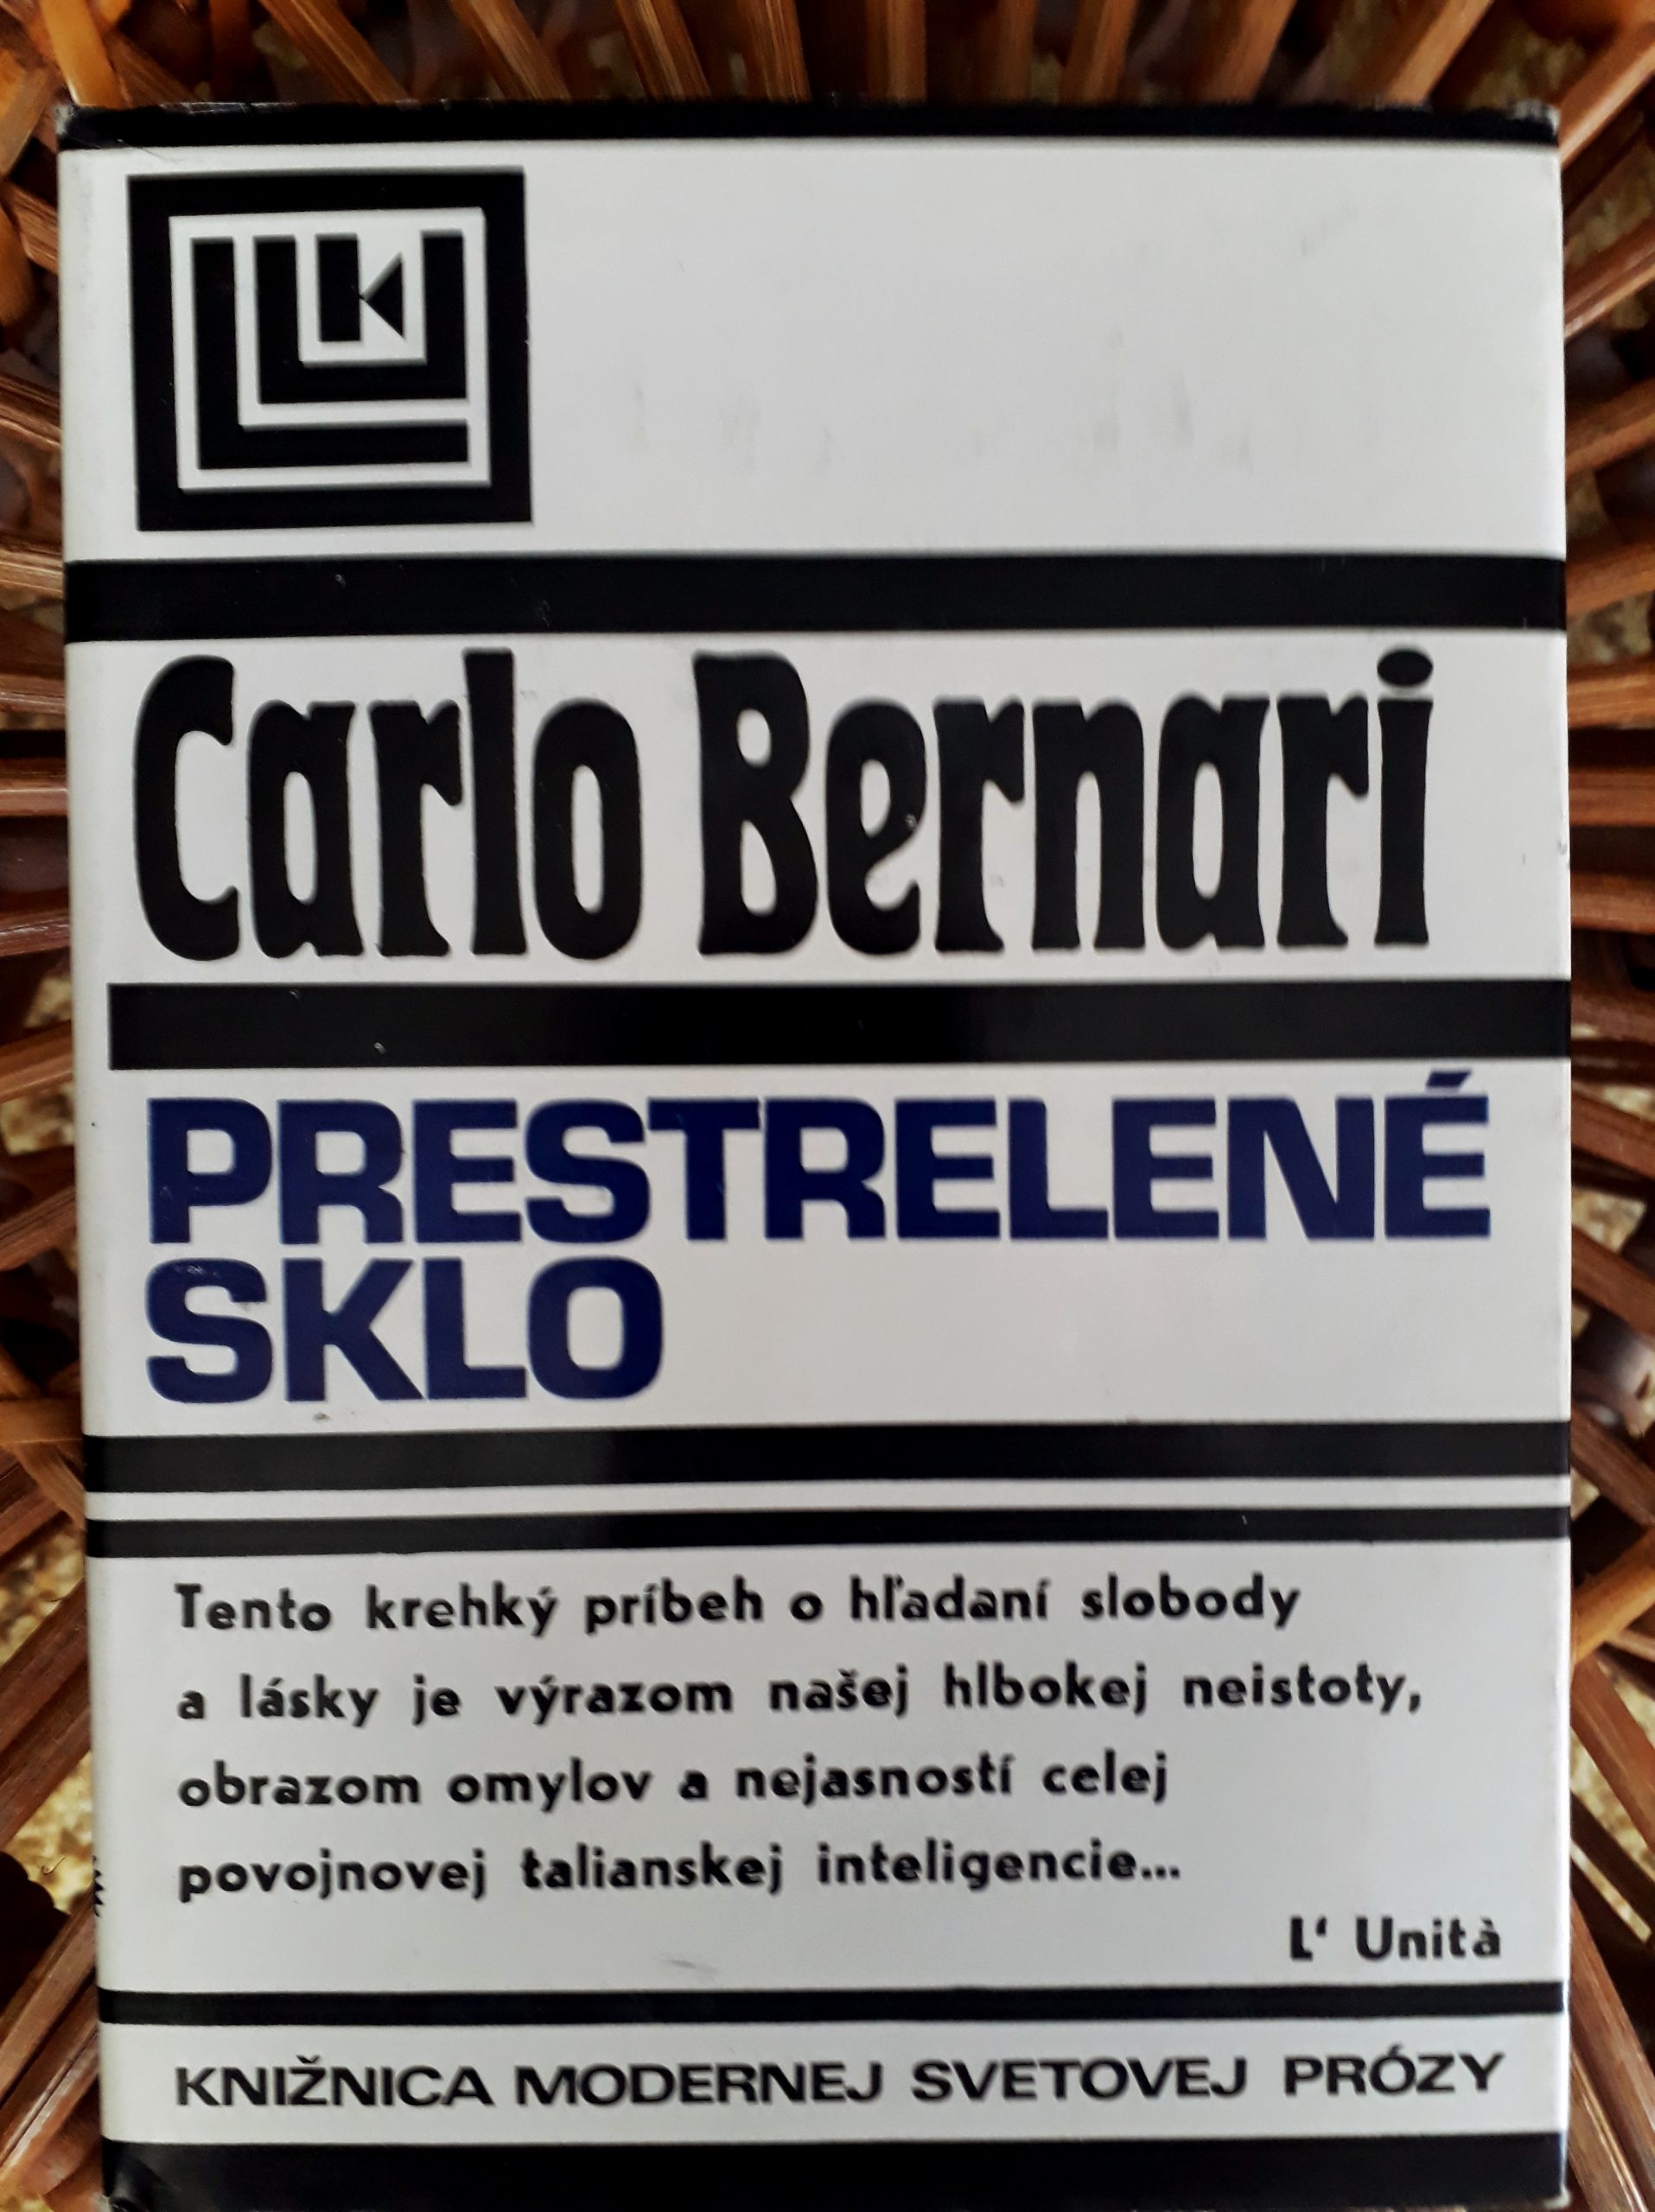 Carlo Bernari
PRESTRELENÉ
SKLO
Tento krehký príbeh o hľadaní slobody
a lásky je výrazom našej hlbokej neistoty,
obrazom omylov a nejasností celej
povojnovej talianskej inteligencie...
L‘ Unità
KNIŽNICA MODERNEJ SVETOVEJ PRÓZY